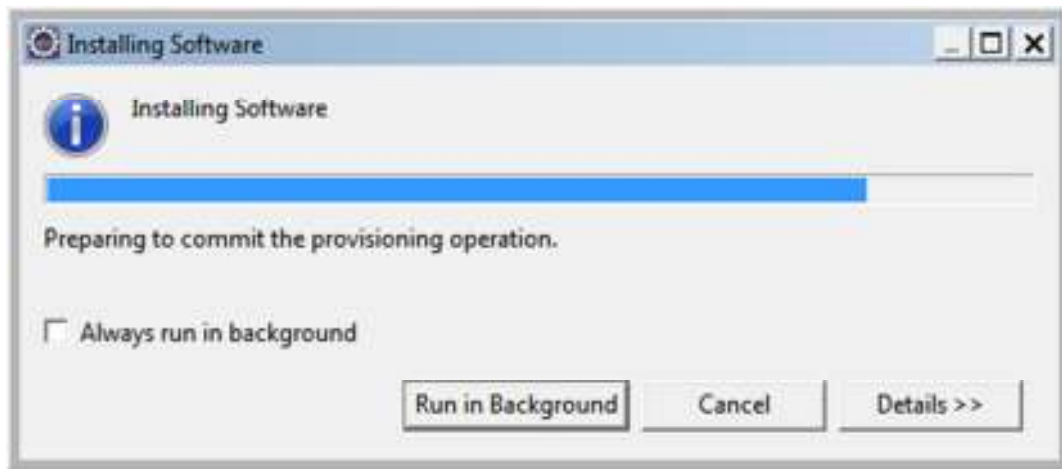 Installing Software
Installing Software
Preparing to commit the provisioning operation.
Always run in background
Run in Background Cancel Details >>